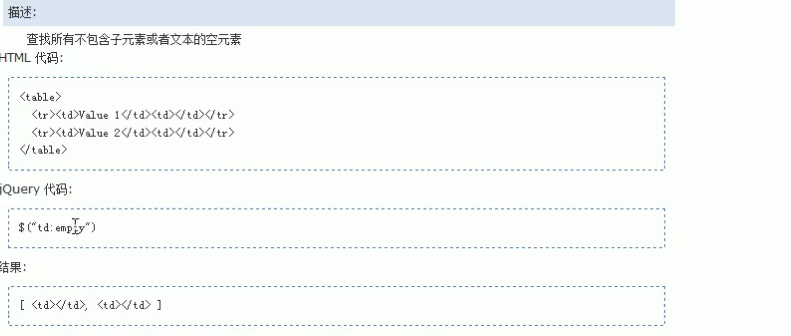 描述:
查找所有不包含子元素或者文本的空元素
HTML 代码:
<table>
<tr><td>Value 1</td><td></td></tr>
<tr><td>Value 2</td><td></td></tr>
</table>
jQuery 代码:
$("td:empty")
结果:
[ <td></td>, <td></td> ]